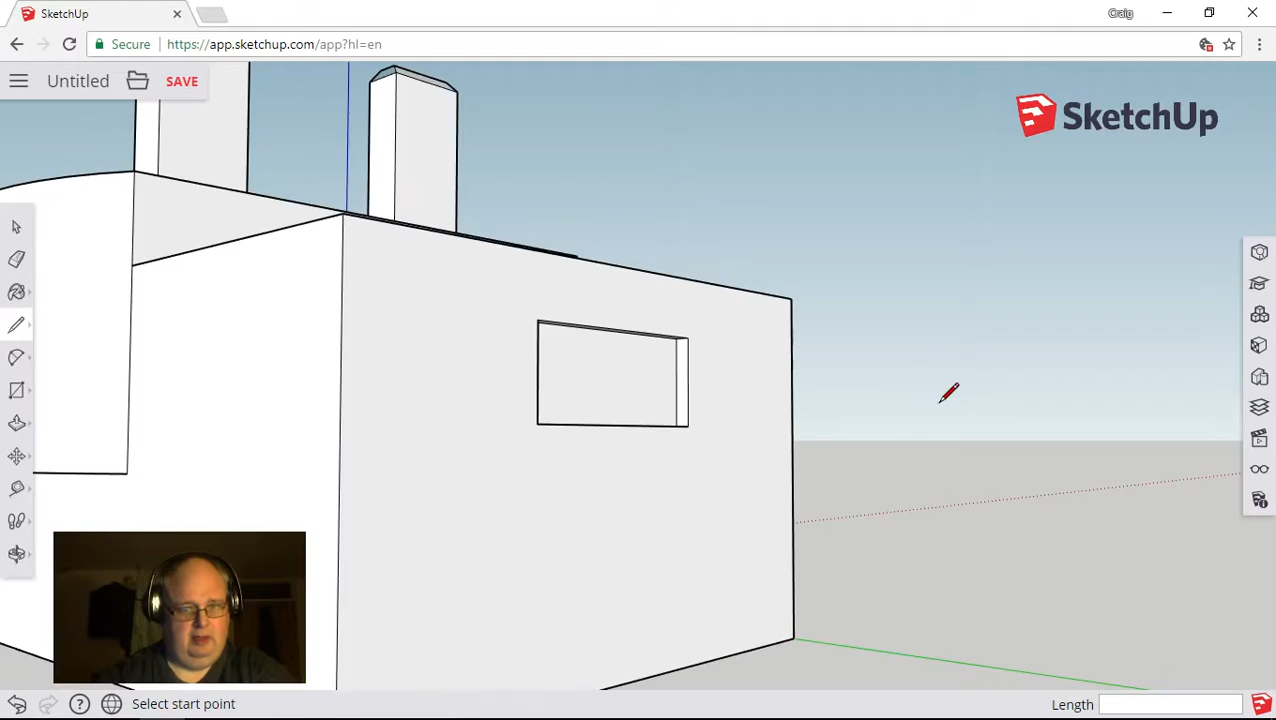 SketchUp
Craig
Secure
https://app.sketchup.com/app?hl=en
Untitled
SAVE
SketchUp
Select start point
Length